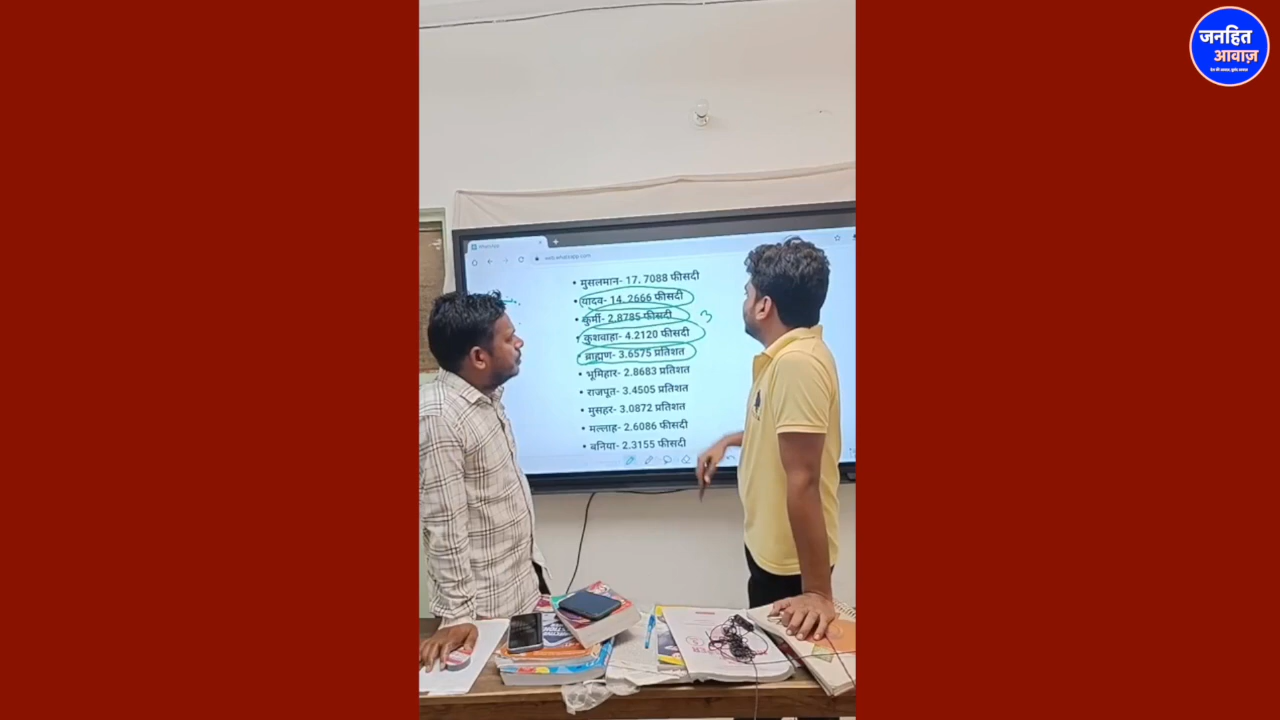 जनहित
आवाज़
web.whatsapp.com
• मुसलमान- 17. 7088 फीसदी
• यादव- 14. 2666 फीसदी
• कुर्मी- 2.8785 फीसदी
3
• कुशवाहा- 4.2120 फीसदी
• ब्राह्मण- 3.6575 प्रतिशत
• भूमिहार- 2.8683 प्रतिशत
• राजपूत- 3.4505 प्रतिशत
• मुसहर- 3.0872 प्रतिशत
• मल्लाह- 2.6086 फीसदी
• बनिया- 2.3155 फीसदी